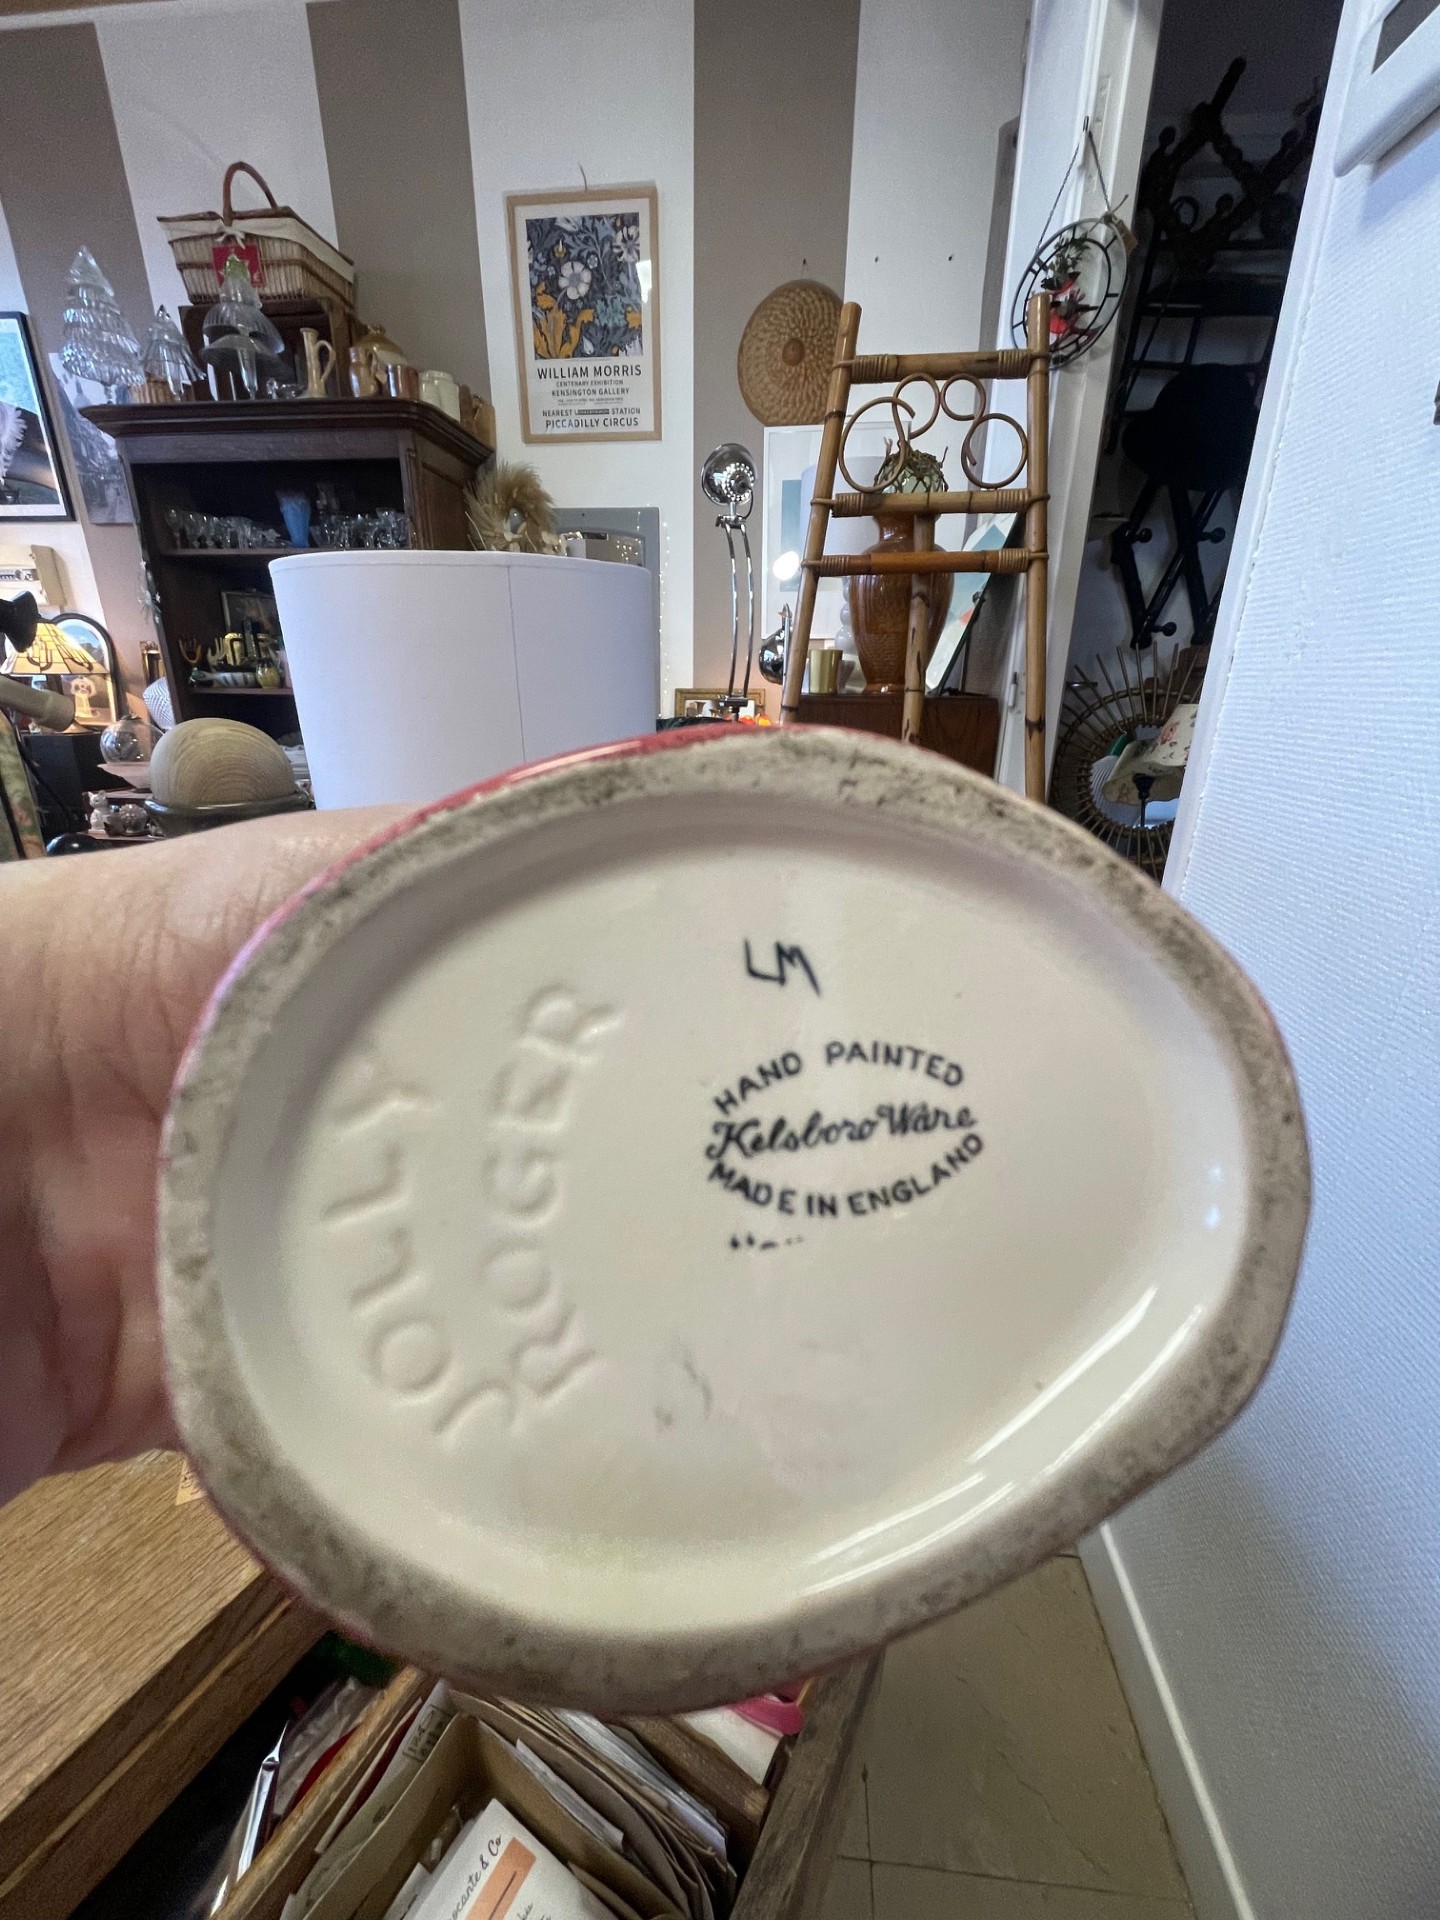 WILLIAM MORRIS
CENTENARY EXHIBITION
KENSINGTON GALLERY
NEAREST STATION
PICCADILLY CIRCUS
LM
HAND PAINTED
Kelsboro Ware
MADE IN ENGLAND
JOLLY
ROGER
& Co